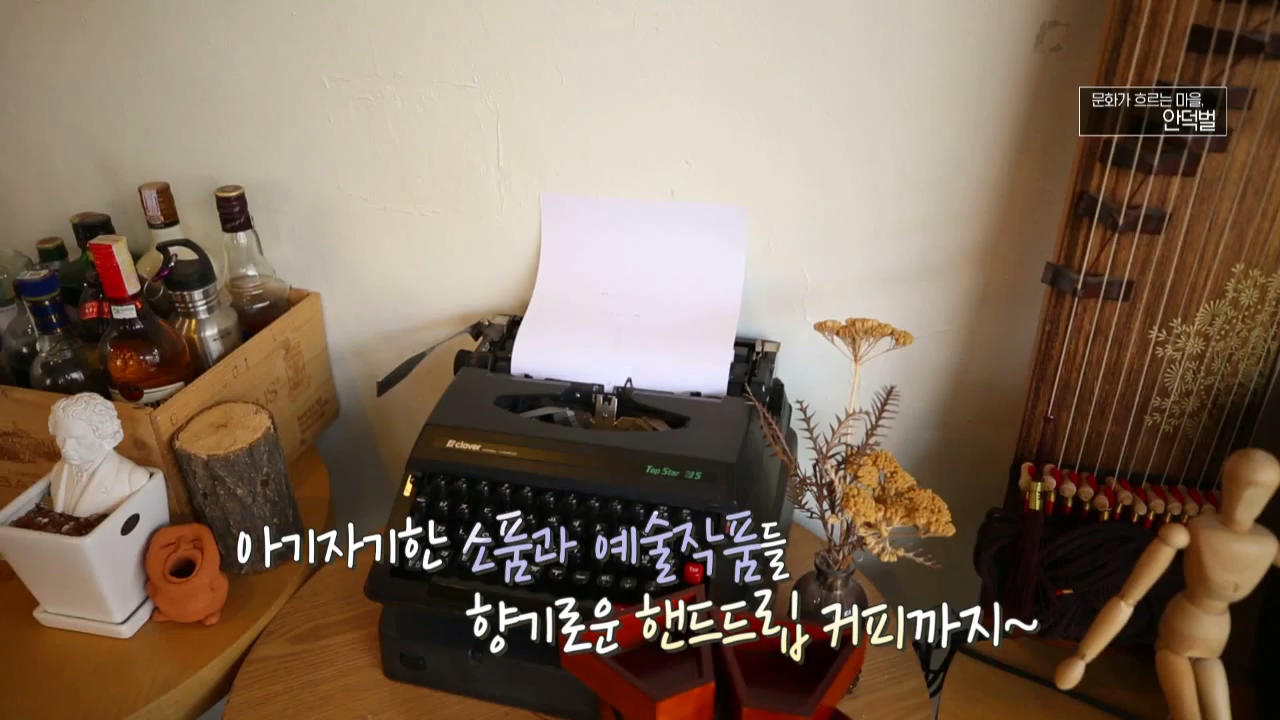 문화가 흐르는 마을,
안덕벌
clover
Top Star
아기자기한 소품과 예술작품들
향기로운 핸드드립 커피까지~